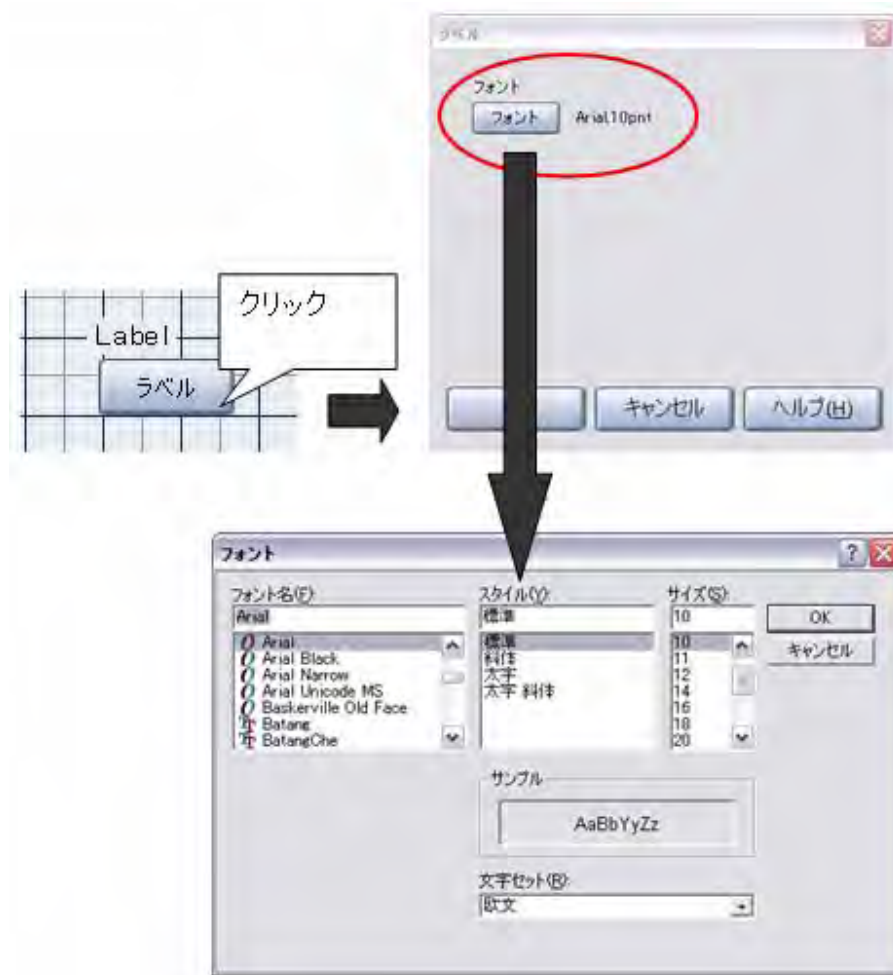 ラベル
フォント
フォント Arial,10pnt
クリック
Label
ラベル
キャンセル ヘルプ(H)
フォント
フォント名(F): スタイル(Y): サイズ(S):
Arial 標準 10 OK
Arial 標準 10 キャンセル
Arial Black 斜体 11
Arial Narrow 太字 12
Arial Unicode MS 太字 斜体 14
Baskerville Old Face 16
Batang 18
BatangChe 20
サンプル
AaBbYyZz
文字セット(R):
欧文